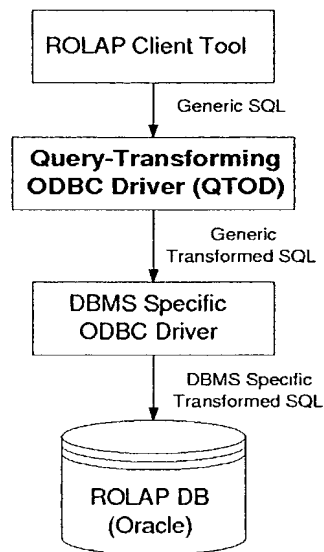 ROLAP Client Tool
Generic SQL
Query-Transforming
ODBC Driver (QTOD)
Generic
Transformed SQL
DBMS Specific
ODBC Driver
DBMS Specific
Transformed SQL
ROLAP DB
(Oracle)